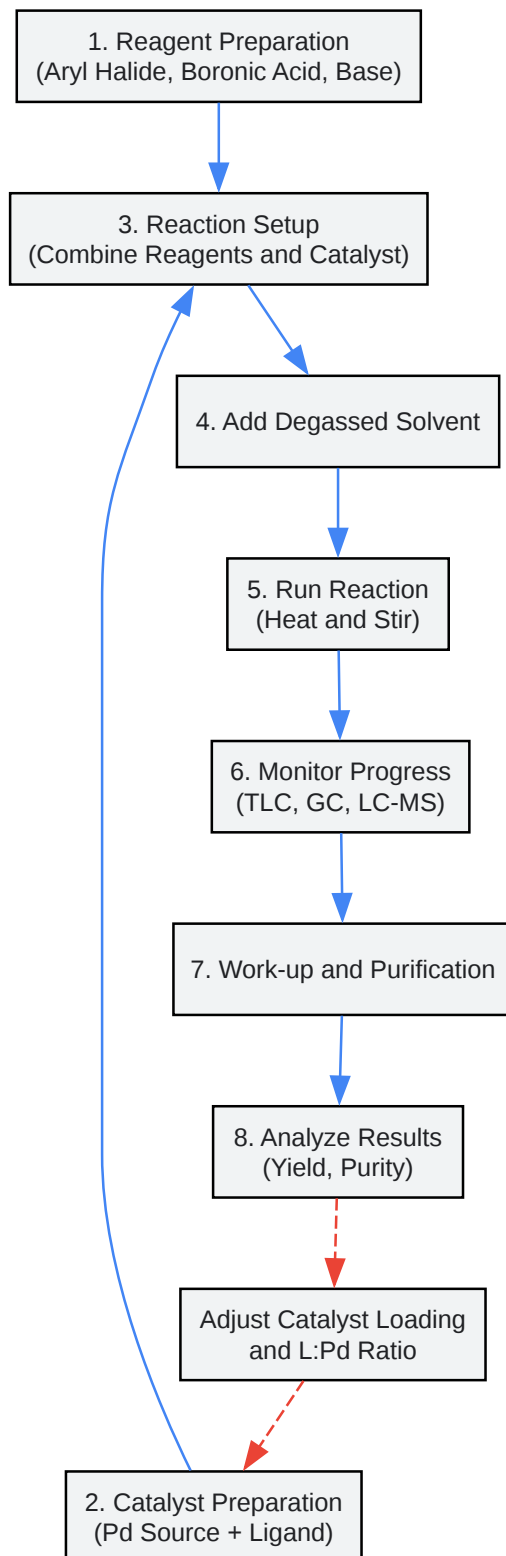 1. Reagent Preparation
(Aryl Halide, Boronic Acid, Base)
3. Reaction Setup
(Combine Reagents and Catalyst)
4. Add Degassed Solvent
5. Run Reaction
(Heat and Stir)
6. Monitor Progress
(TLC, GC, LC-MS)
7. Work-up and Purification
8. Analyze Results
(Yield, Purity)
Adjust Catalyst Loading
and L:Pd Ratio
2. Catalyst Preparation
(Pd Source + Ligand)